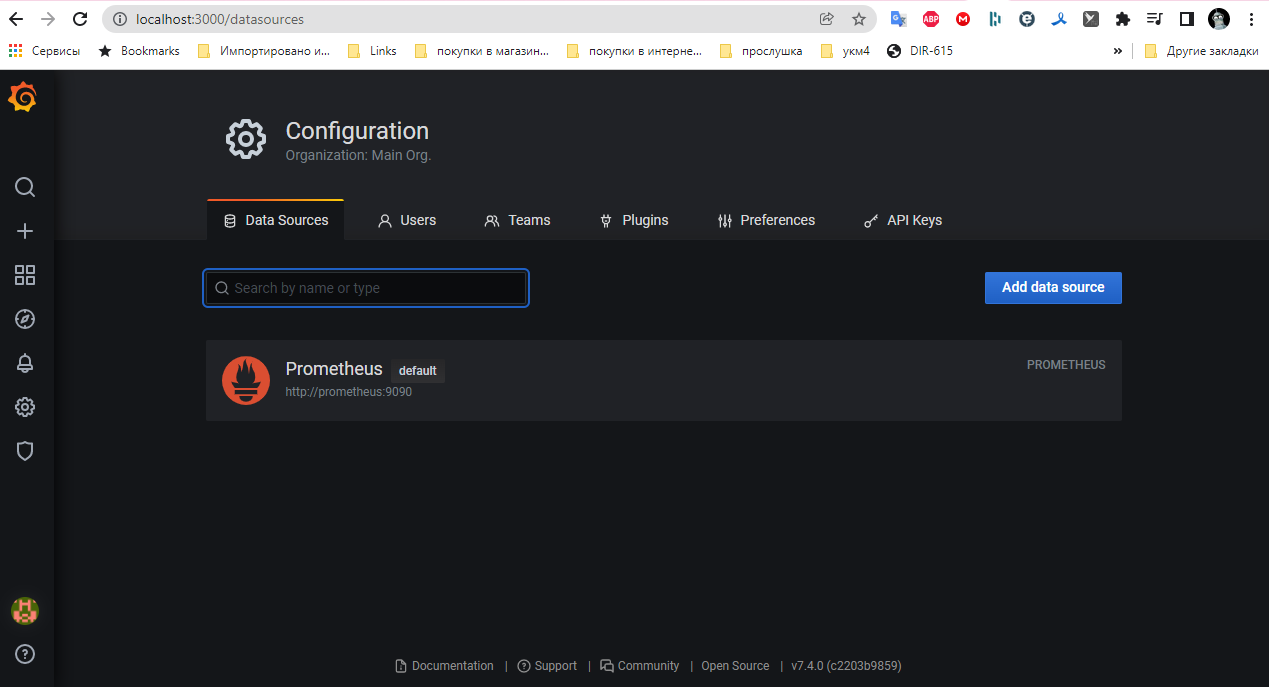 localhost:3000/datasources
ABP
Сервисы Bookmarks Импортировано и... Links покупки в магазин... покупки в интерне... прослушка укм4 DIR-615 » Другие закладки
Configuration
Organization: Main Org.
Data Sources Users Teams Plugins Preferences API Keys
Search by name or type
Add data source
Prometheus default
PROMETHEUS
http://prometheus:9090
Documentation | Support | Community | Open Source | v7.4.0 (c2203b9859)